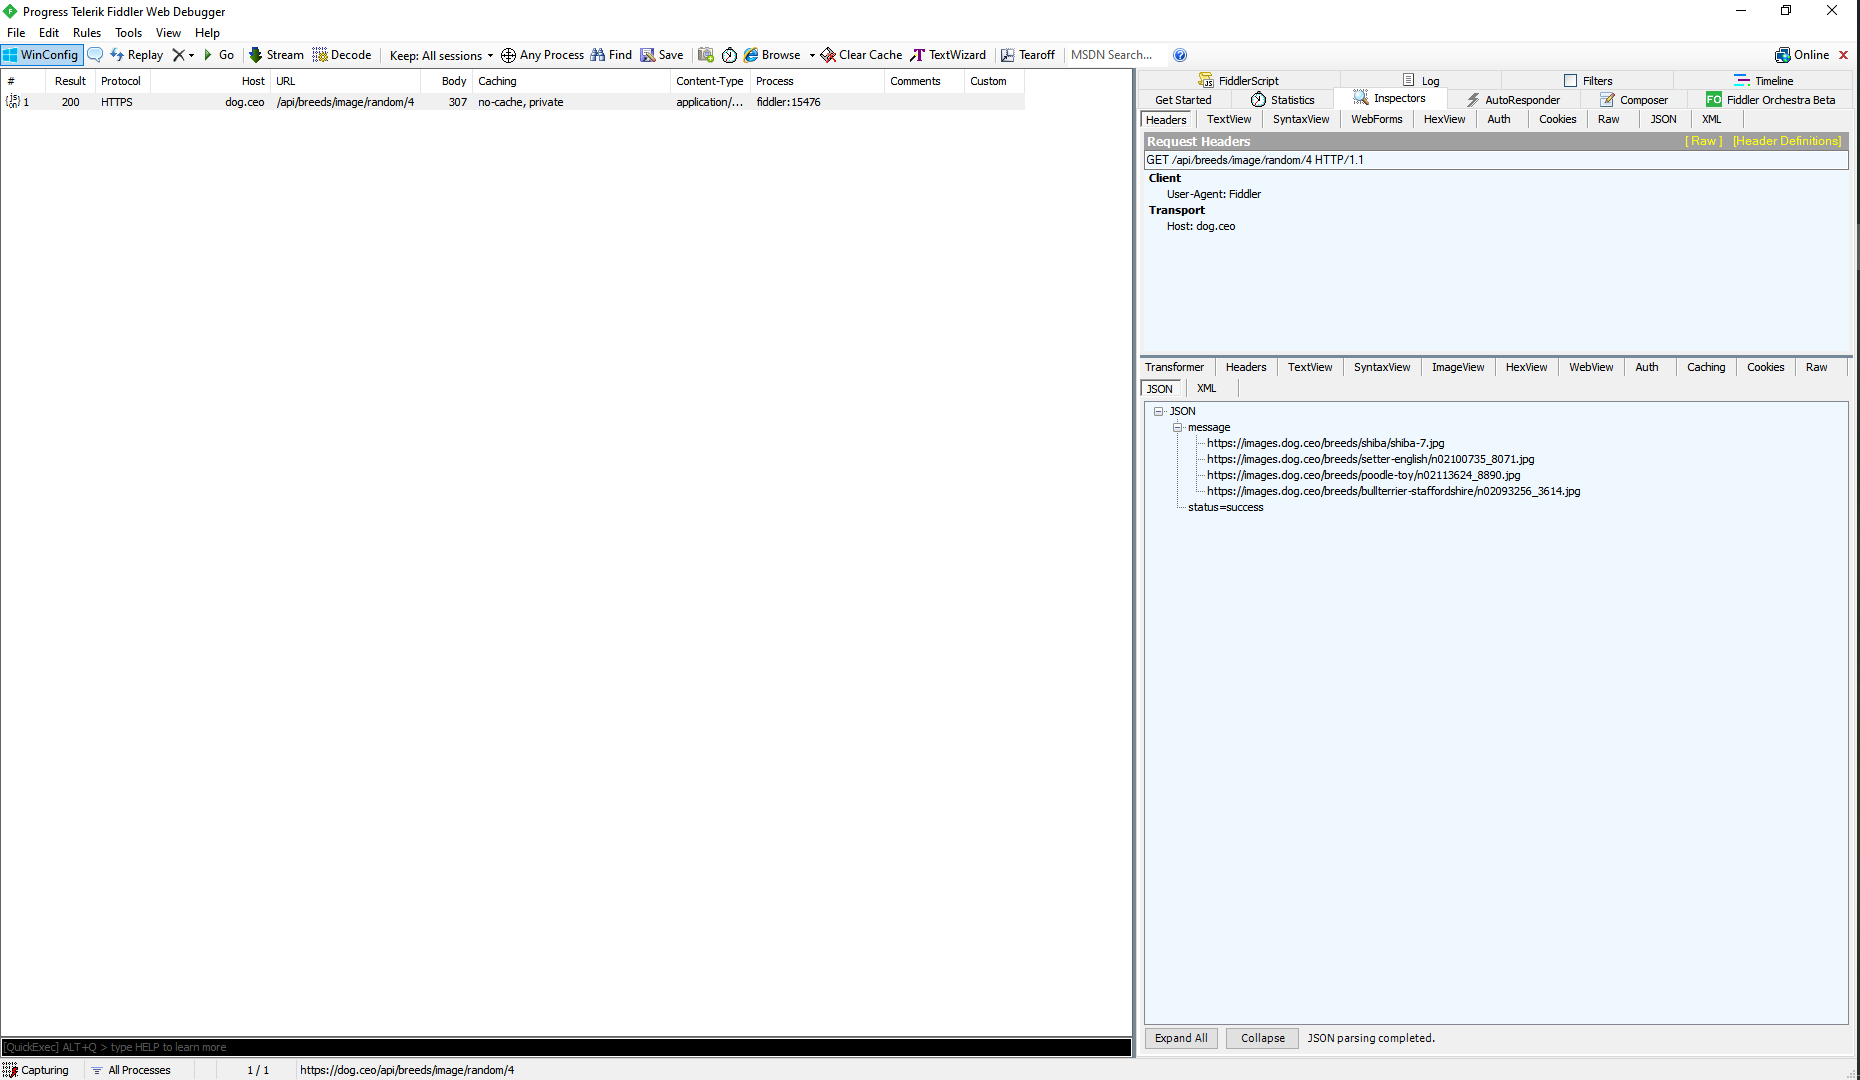 Progress Telerik Fiddler Web Debugger
File Edit Rules Tools View Help
WinConfig Replay Go Stream Decode Keep: All sessions Any Process Find Save Browse Clear Cache TextWizard Tearoff MSDN Search... Online
# Result Protocol Host URL Body Caching Content-Type Process Comments Custom
1 200 HTTPS dog.ceo /api/breeds/image/random/4 307 no-cache, private application/... fiddler:15476
FiddlerScript Log Filters Timeline
Get Started Statistics Inspectors AutoResponder Composer FO Fiddler Orchestra Beta
Headers TextView SyntaxView WebForms HexView Auth Cookies Raw JSON XML
Request Headers [ Raw ] [Header Definitions]
GET /api/breeds/image/random/4 HTTP/1.1
Client
User-Agent: Fiddler
Transport
Host: dog.ceo
Transformer Headers TextView SyntaxView ImageView HexView WebView Auth Caching Cookies Raw
JSON XML
JSON
message
https://images.dog.ceo/breeds/shiba/shiba-7.jpg
https://images.dog.ceo/breeds/setter-english/n02100735_8071.jpg
https://images.dog.ceo/breeds/poodle-toy/n02113624_8890.jpg
https://images.dog.ceo/breeds/bullterrier-staffordshire/n02093256_3614.jpg
status=success
Expand All Collapse JSON parsing completed.
[QuickExec] ALT+Q > type HELP to learn more
Capturing All Processes 1 / 1 https://dog.ceo/api/breeds/image/random/4